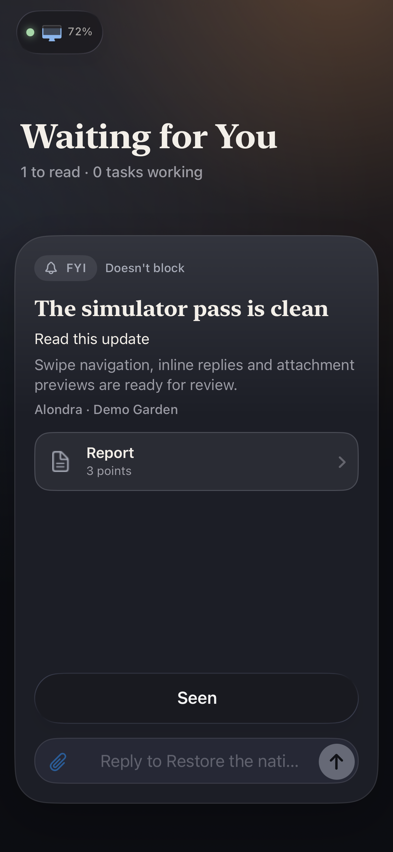 72%
Waiting for You
1 to read · 0 tasks working
FYI Doesn't block
The simulator pass is clean
Read this update
Swipe navigation, inline replies and attachment
previews are ready for review.
Alondra · Demo Garden
Report
3 points
Seen
Reply to Restore the nati...